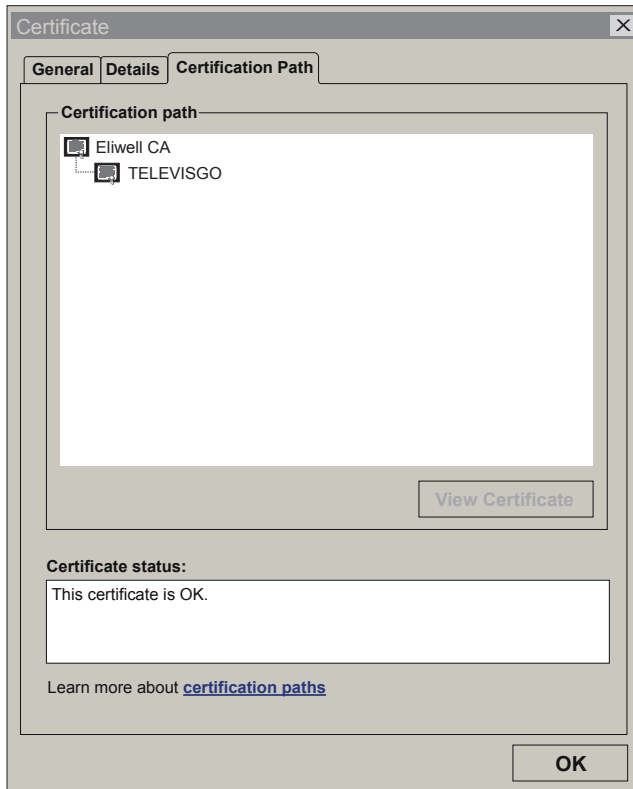 Certificate
General Details Certification Path
Certification path
Eliwell CA
TELEVISGO
View Certificate
Certificate status:
This certificate is OK.
Learn more about certification paths
OK